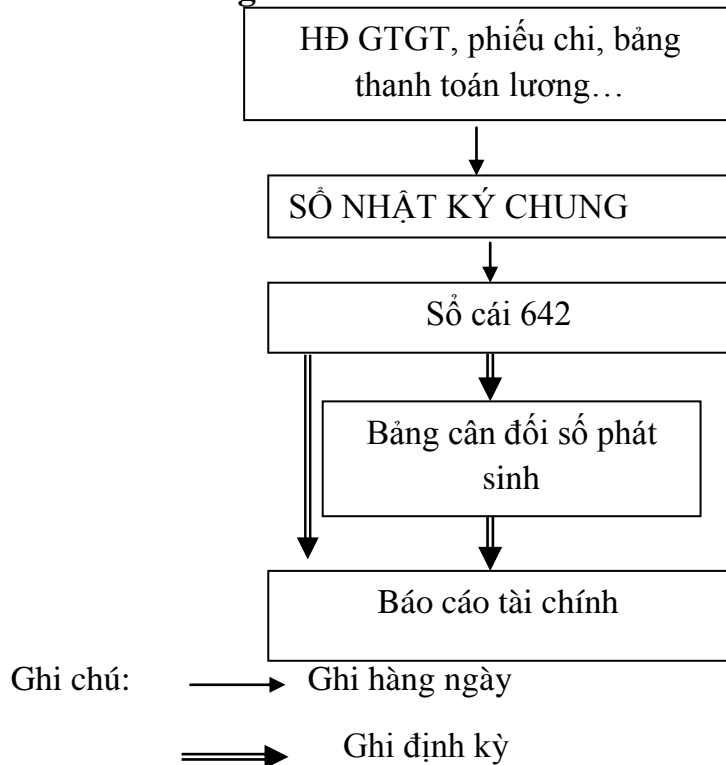 HĐ GTGT, phiếu chi, bảng
thanh toán lương…
SỔ NHẬT KÝ CHUNG
Sổ cái 642
Bảng cân đối số phát
sinh
Báo cáo tài chính
Ghi chú: Ghi hàng ngày
Ghi định kỳ